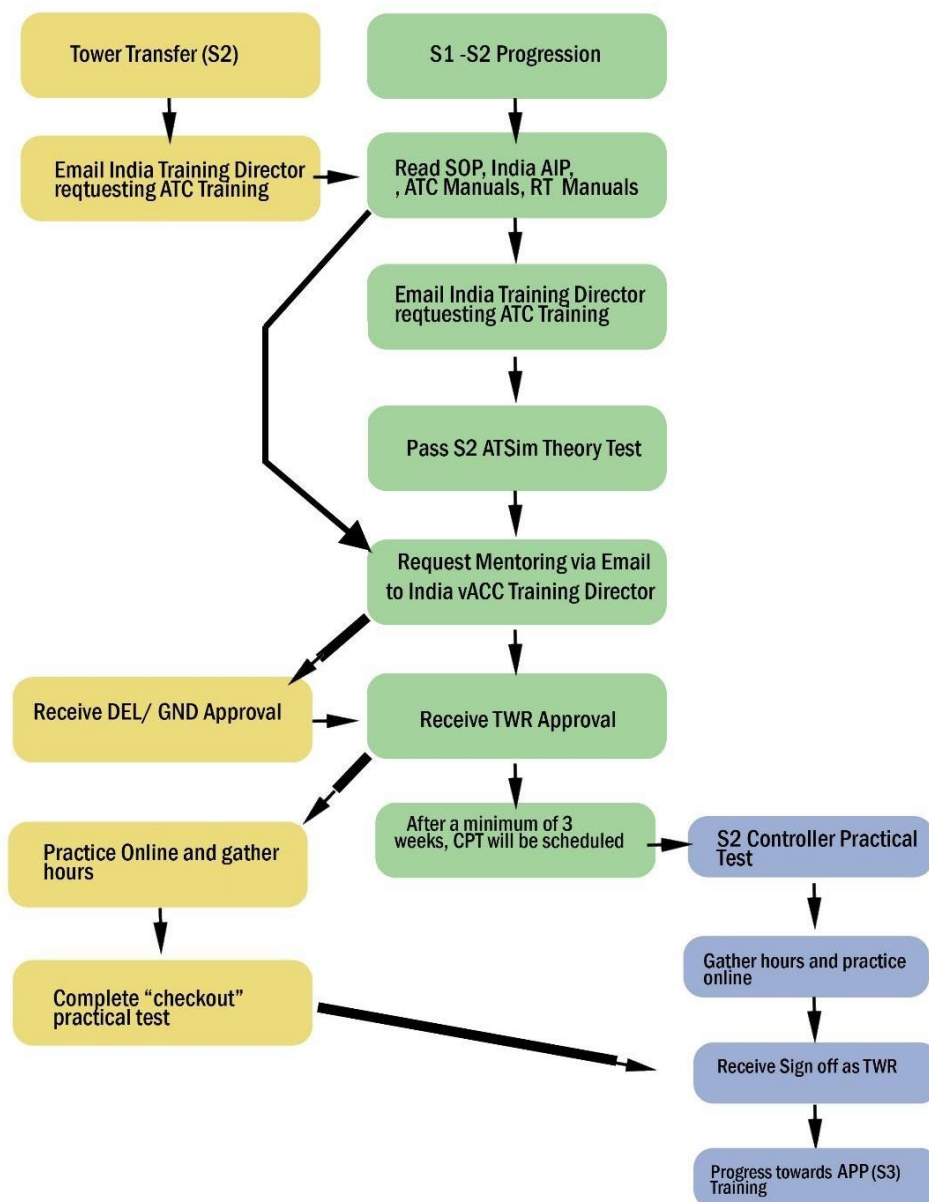 Tower Transfer (S2)
S1 -S2 Progression
Email India Training Director
reqtuesting ATC Training
Read SOP, India AIP,
, ATC Manuals, RT Manuals
Email India Training Director
reqtuesting ATC Training
Pass S2 ATSim Theory Test
Request Mentoring via Email
to India vACC Training Director
Receive DEL/ GND Approval
Receive TWR Approval
After a minimum of 3
weeks, CPT will be scheduled
S2 Controller Practical
Test
Practice Online and gather
hours
Gather hours and practice
online
Complete “checkout”
practical test
Receive Sign off as TWR
Progress towards APP (S3)
Training